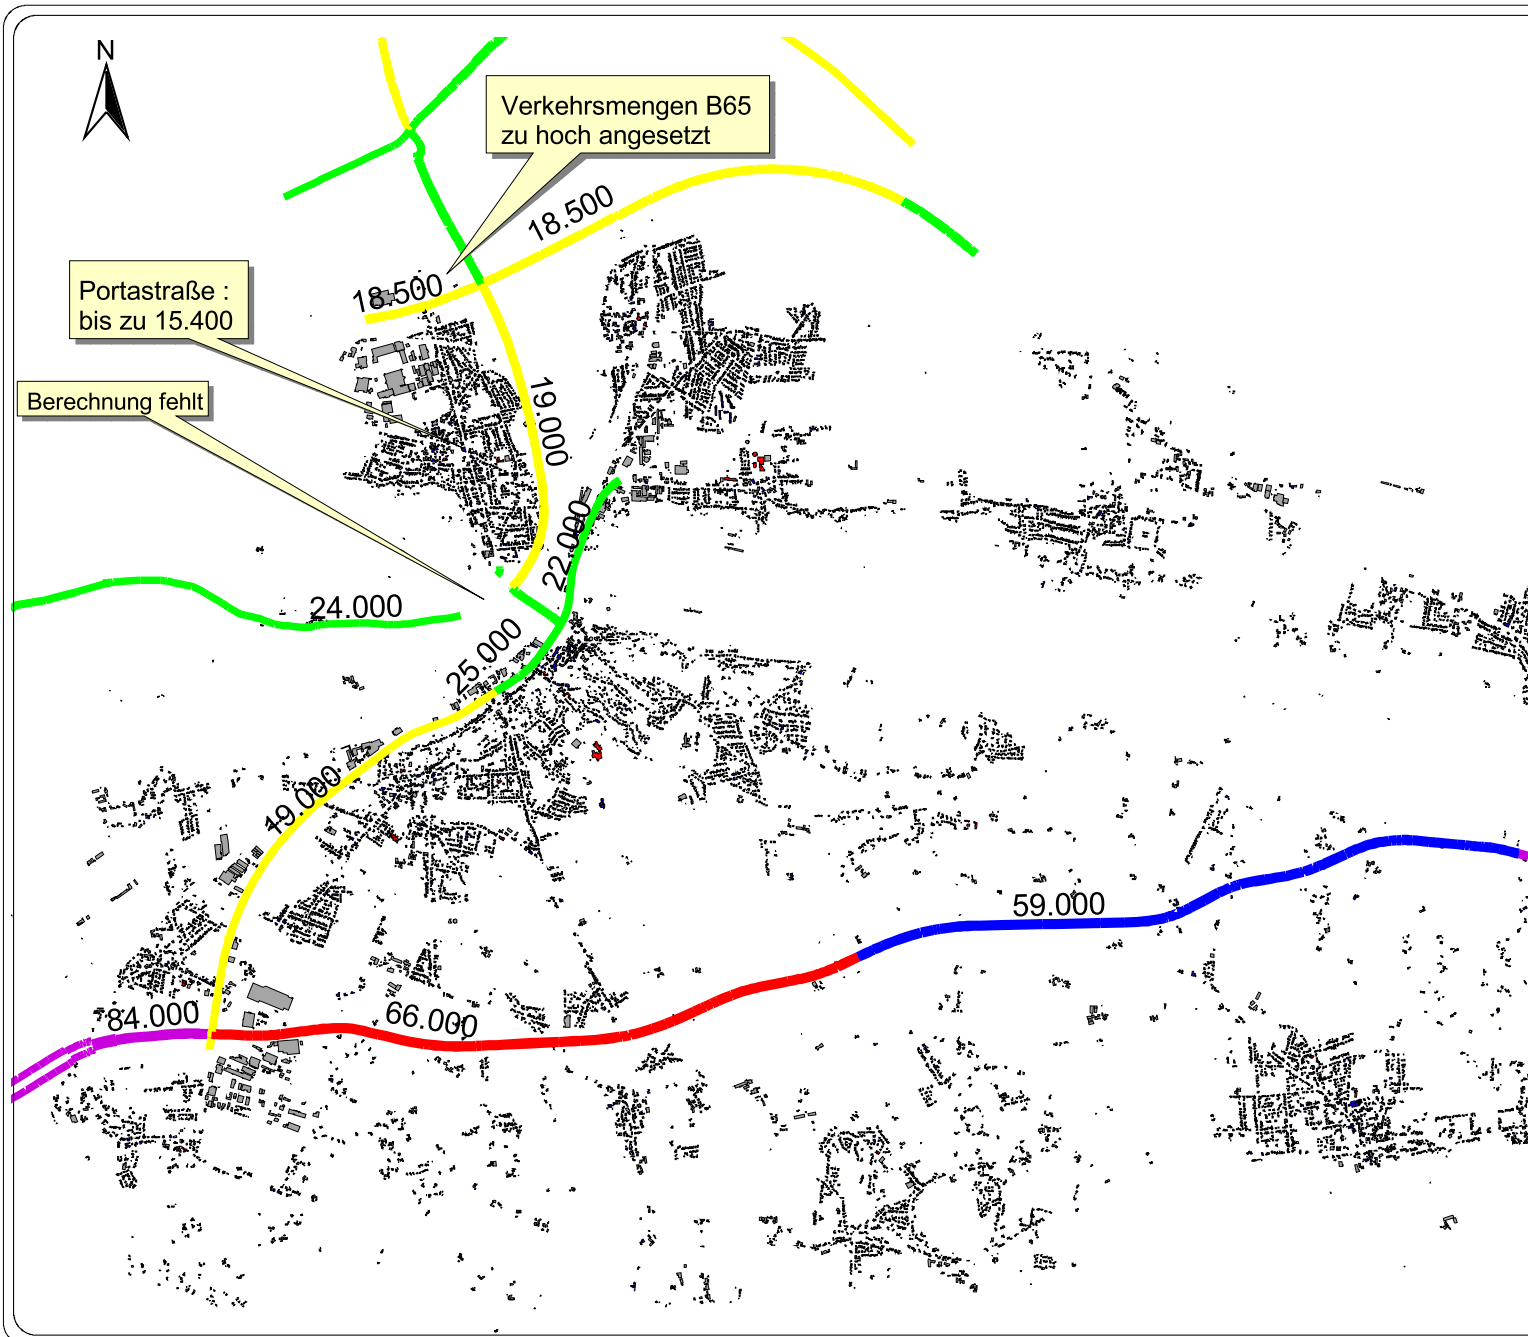 N
Verkehrsmengen B65
zu hoch angesetzt
18.500
18.500
Portastraße :
bis zu 15.400
Berechnung fehlt
19.000
22.000
24.000
25.000
19.000
59.000
84.000
66.000